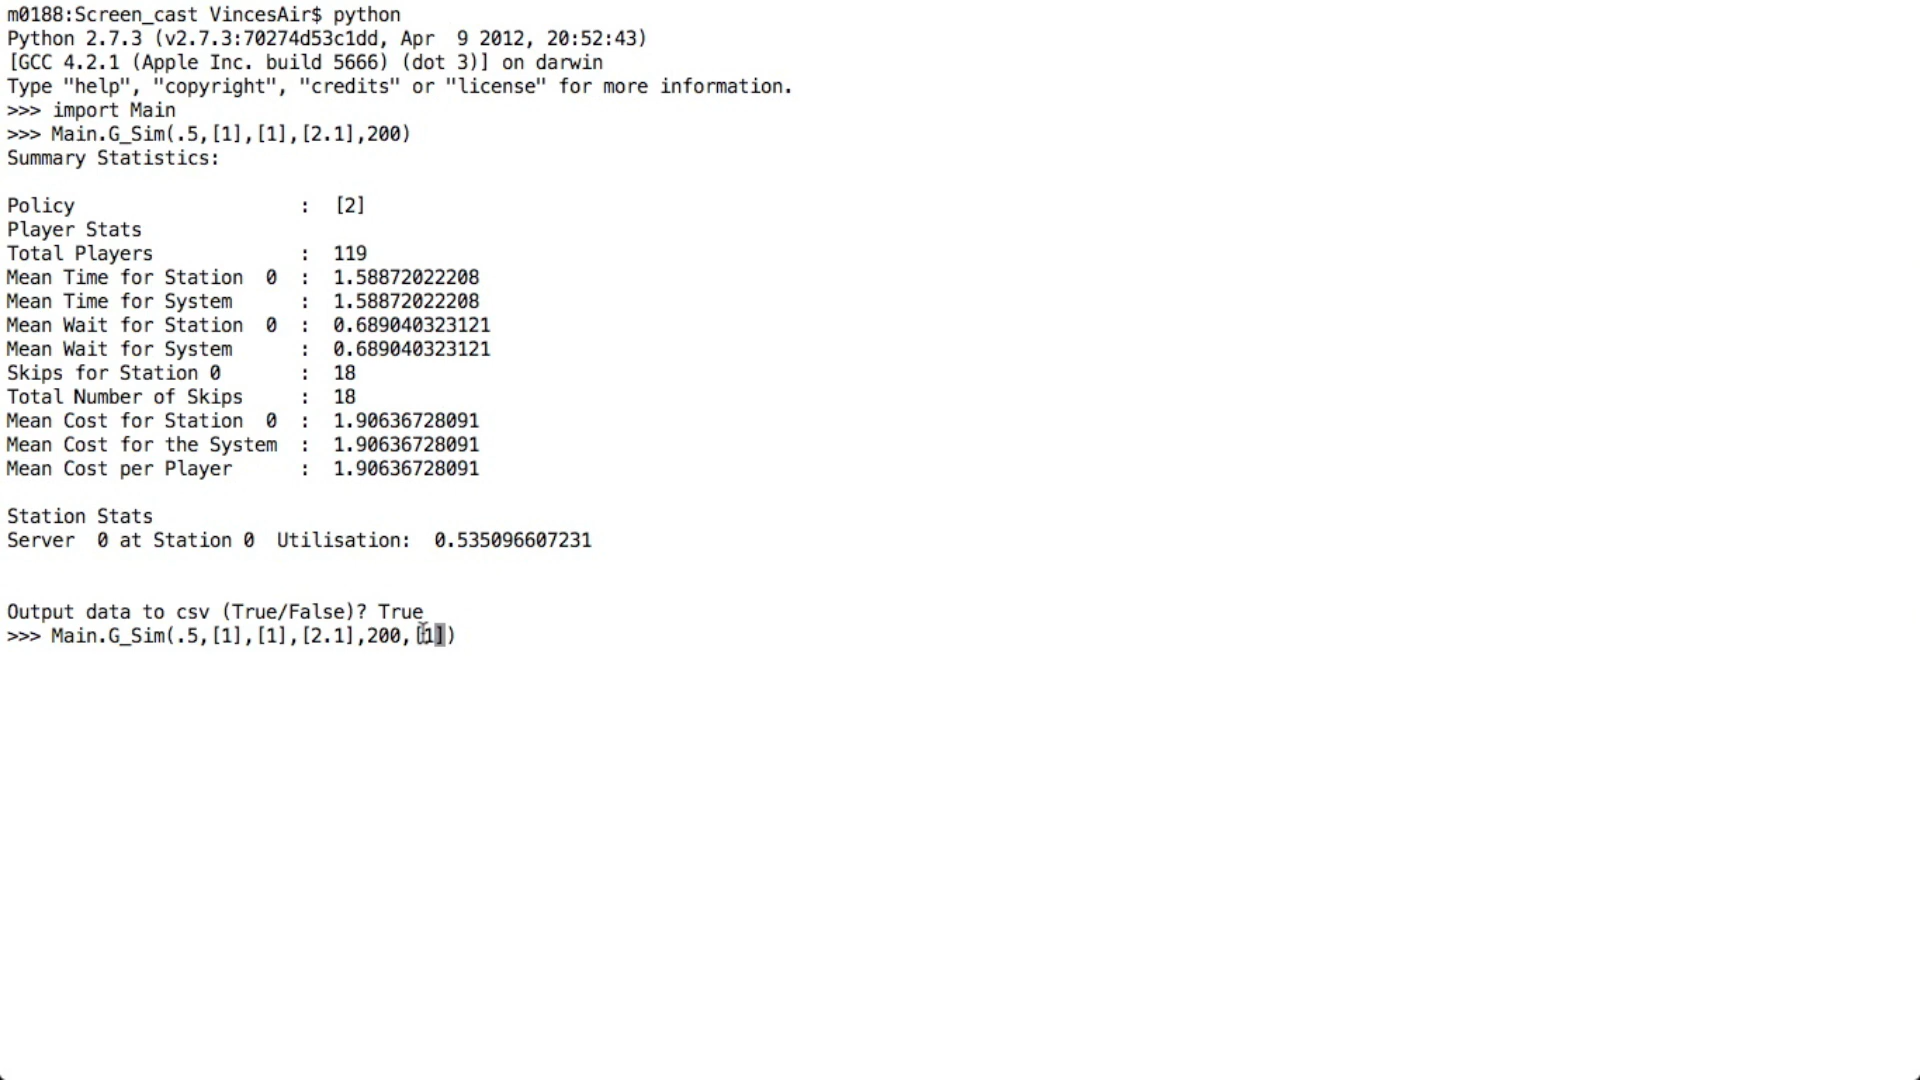 m0188:Screen_cast VincesAir$ python
Python 2.7.3 (v2.7.3:70274d53c1dd, Apr  9 2012, 20:52:43)
[GCC 4.2.1 (Apple Inc. build 5666) (dot 3)] on darwin
Type "help", "copyright", "credits" or "license" for more information.
>>> import Main
>>> Main.G_Sim(.5,[1],[1],[2.1],200)
Summary Statistics:
Policy                    :  [2]
Player Stats
Total Players             :  119
Mean Time for Station  0  :  1.58872022208
Mean Time for System      :  1.58872022208
Mean Wait for Station  0  :  0.689040323121
Mean Wait for System      :  0.689040323121
Skips for Station 0       :  18
Total Number of Skips     :  18
Mean Cost for Station  0  :  1.90636728091
Mean Cost for the System  :  1.90636728091
Mean Cost per Player      :  1.90636728091
Station Stats
Server  0 at Station 0  Utilisation:  0.535096607231
Output data to csv (True/False)? True
>>> Main.G_Sim(.5,[1],[1],[2.1],200,[1])